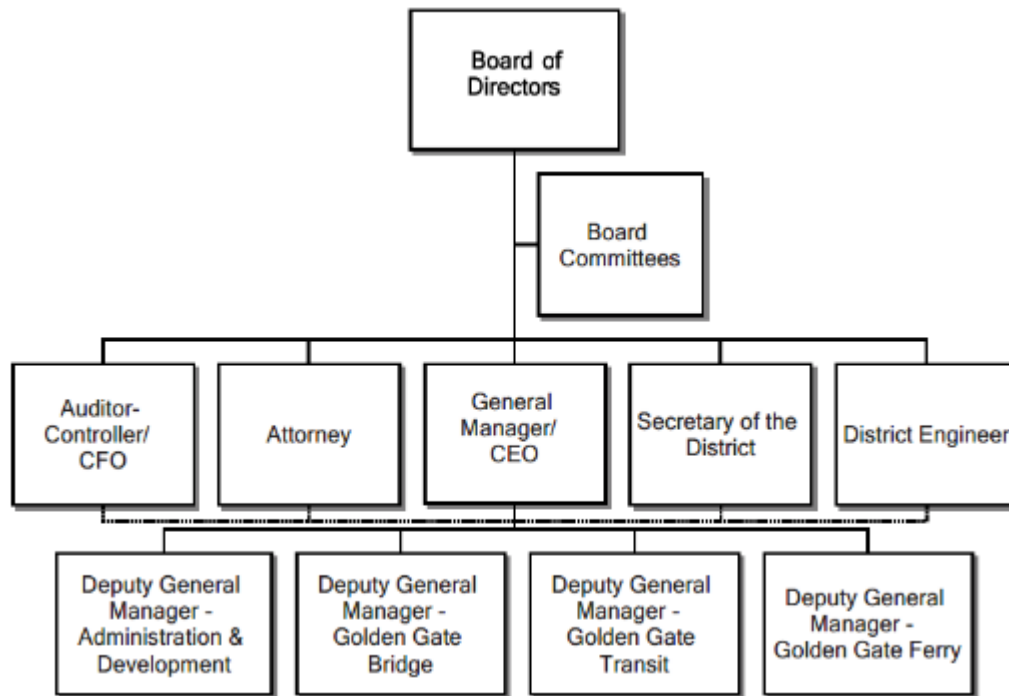 Board of
Directors
Board
Committees
Auditor-
Controller/
CFO
Attorney
General
Manager/
CEO
Secretary of the
District
District Engineer
Deputy General
Manager -
Administration &
Development
Deputy General
Manager -
Golden Gate
Bridge
Deputy General
Manager -
Golden Gate
Transit
Deputy General
Manager -
Golden Gate Ferry